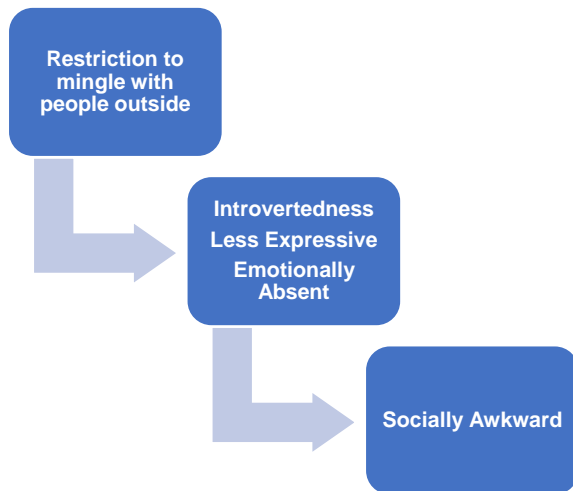 Restriction to
mingle with
people outside
Introvertedness
Less Expressive
Emotionally
Absent
Socially Awkward